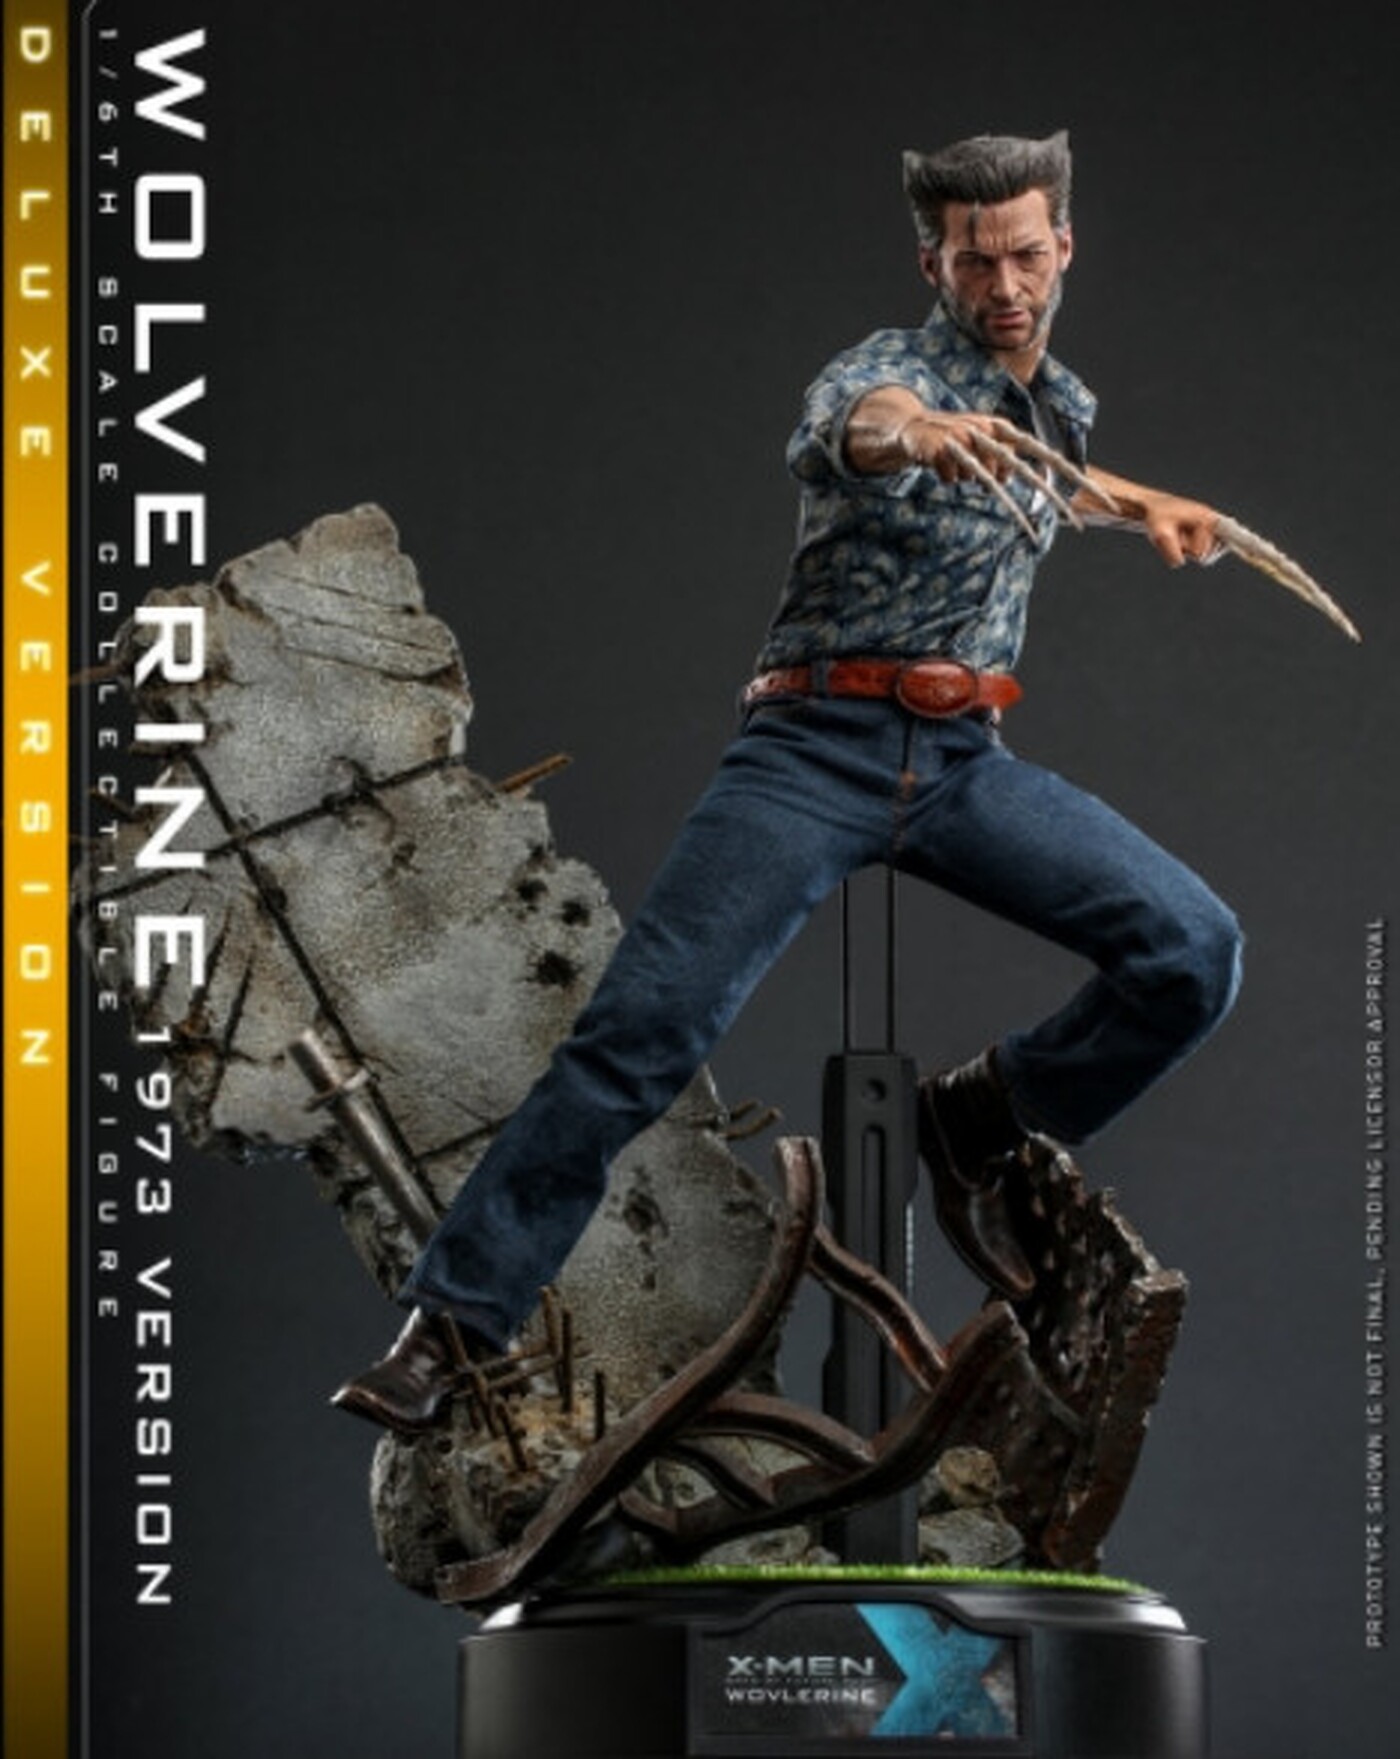 DELUXE VERSION
WOLVERINE 1973 VERSION
1/6TH SCALE COLLECTIBLE FIGURE
PROTOTYPE SHOWN IS NOT FINAL, PENDING LICENSOR APPROVAL
X-MEN
WOVLERINE